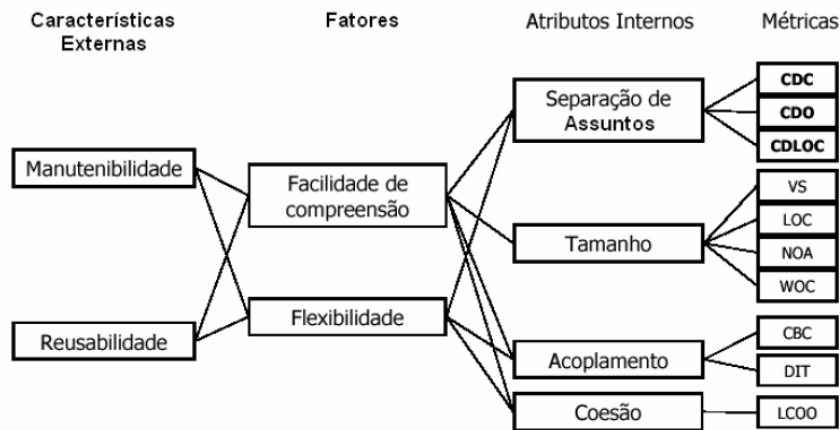 Características
Externas
Fatores
Atributos Internos
Métricas
Manutenibilidade
Reusabilidade
Facilidade de
compreensão
Flexibilidade
Separação de
Assuntos
Tamanho
Acoplamento
Coesão
CDC
CDO
CDLOC
VS
LOC
NOA
WOC
CBC
DIT
LCOO